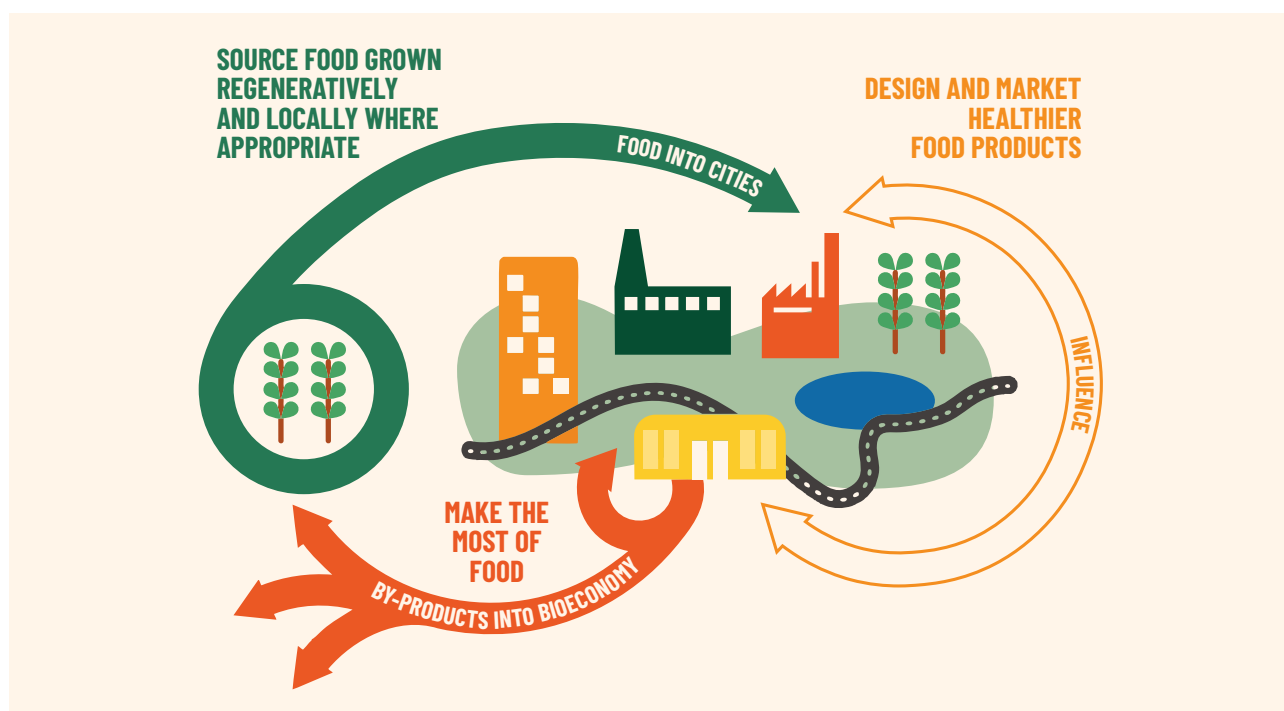 SOURCE FOOD GROWN
REGENERATIVELY
AND LOCALLY WHERE
APPROPRIATE
FOOD INTO CITIES
DESIGN AND MARKET
HEALTHIER
FOOD PRODUCTS
INFLUENCE
MAKE THE
MOST OF
FOOD
BY-PRODUCTS INTO BIOECONOMY